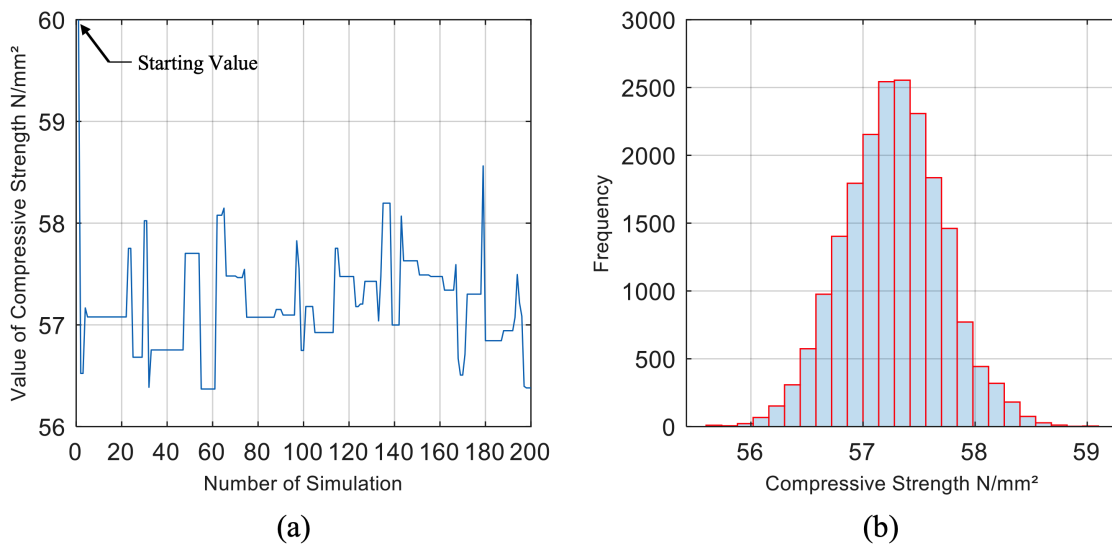 60
59
58
57
56
Value of Compressive Strength N/mm²
Starting Value
0 20 40 60 80 100 120 140 160 180 200
Number of Simulation
(a)
3000
2500
2000
1500
1000
500
0
Frequency
56 57 58 59
Compressive Strength N/mm²
(b)